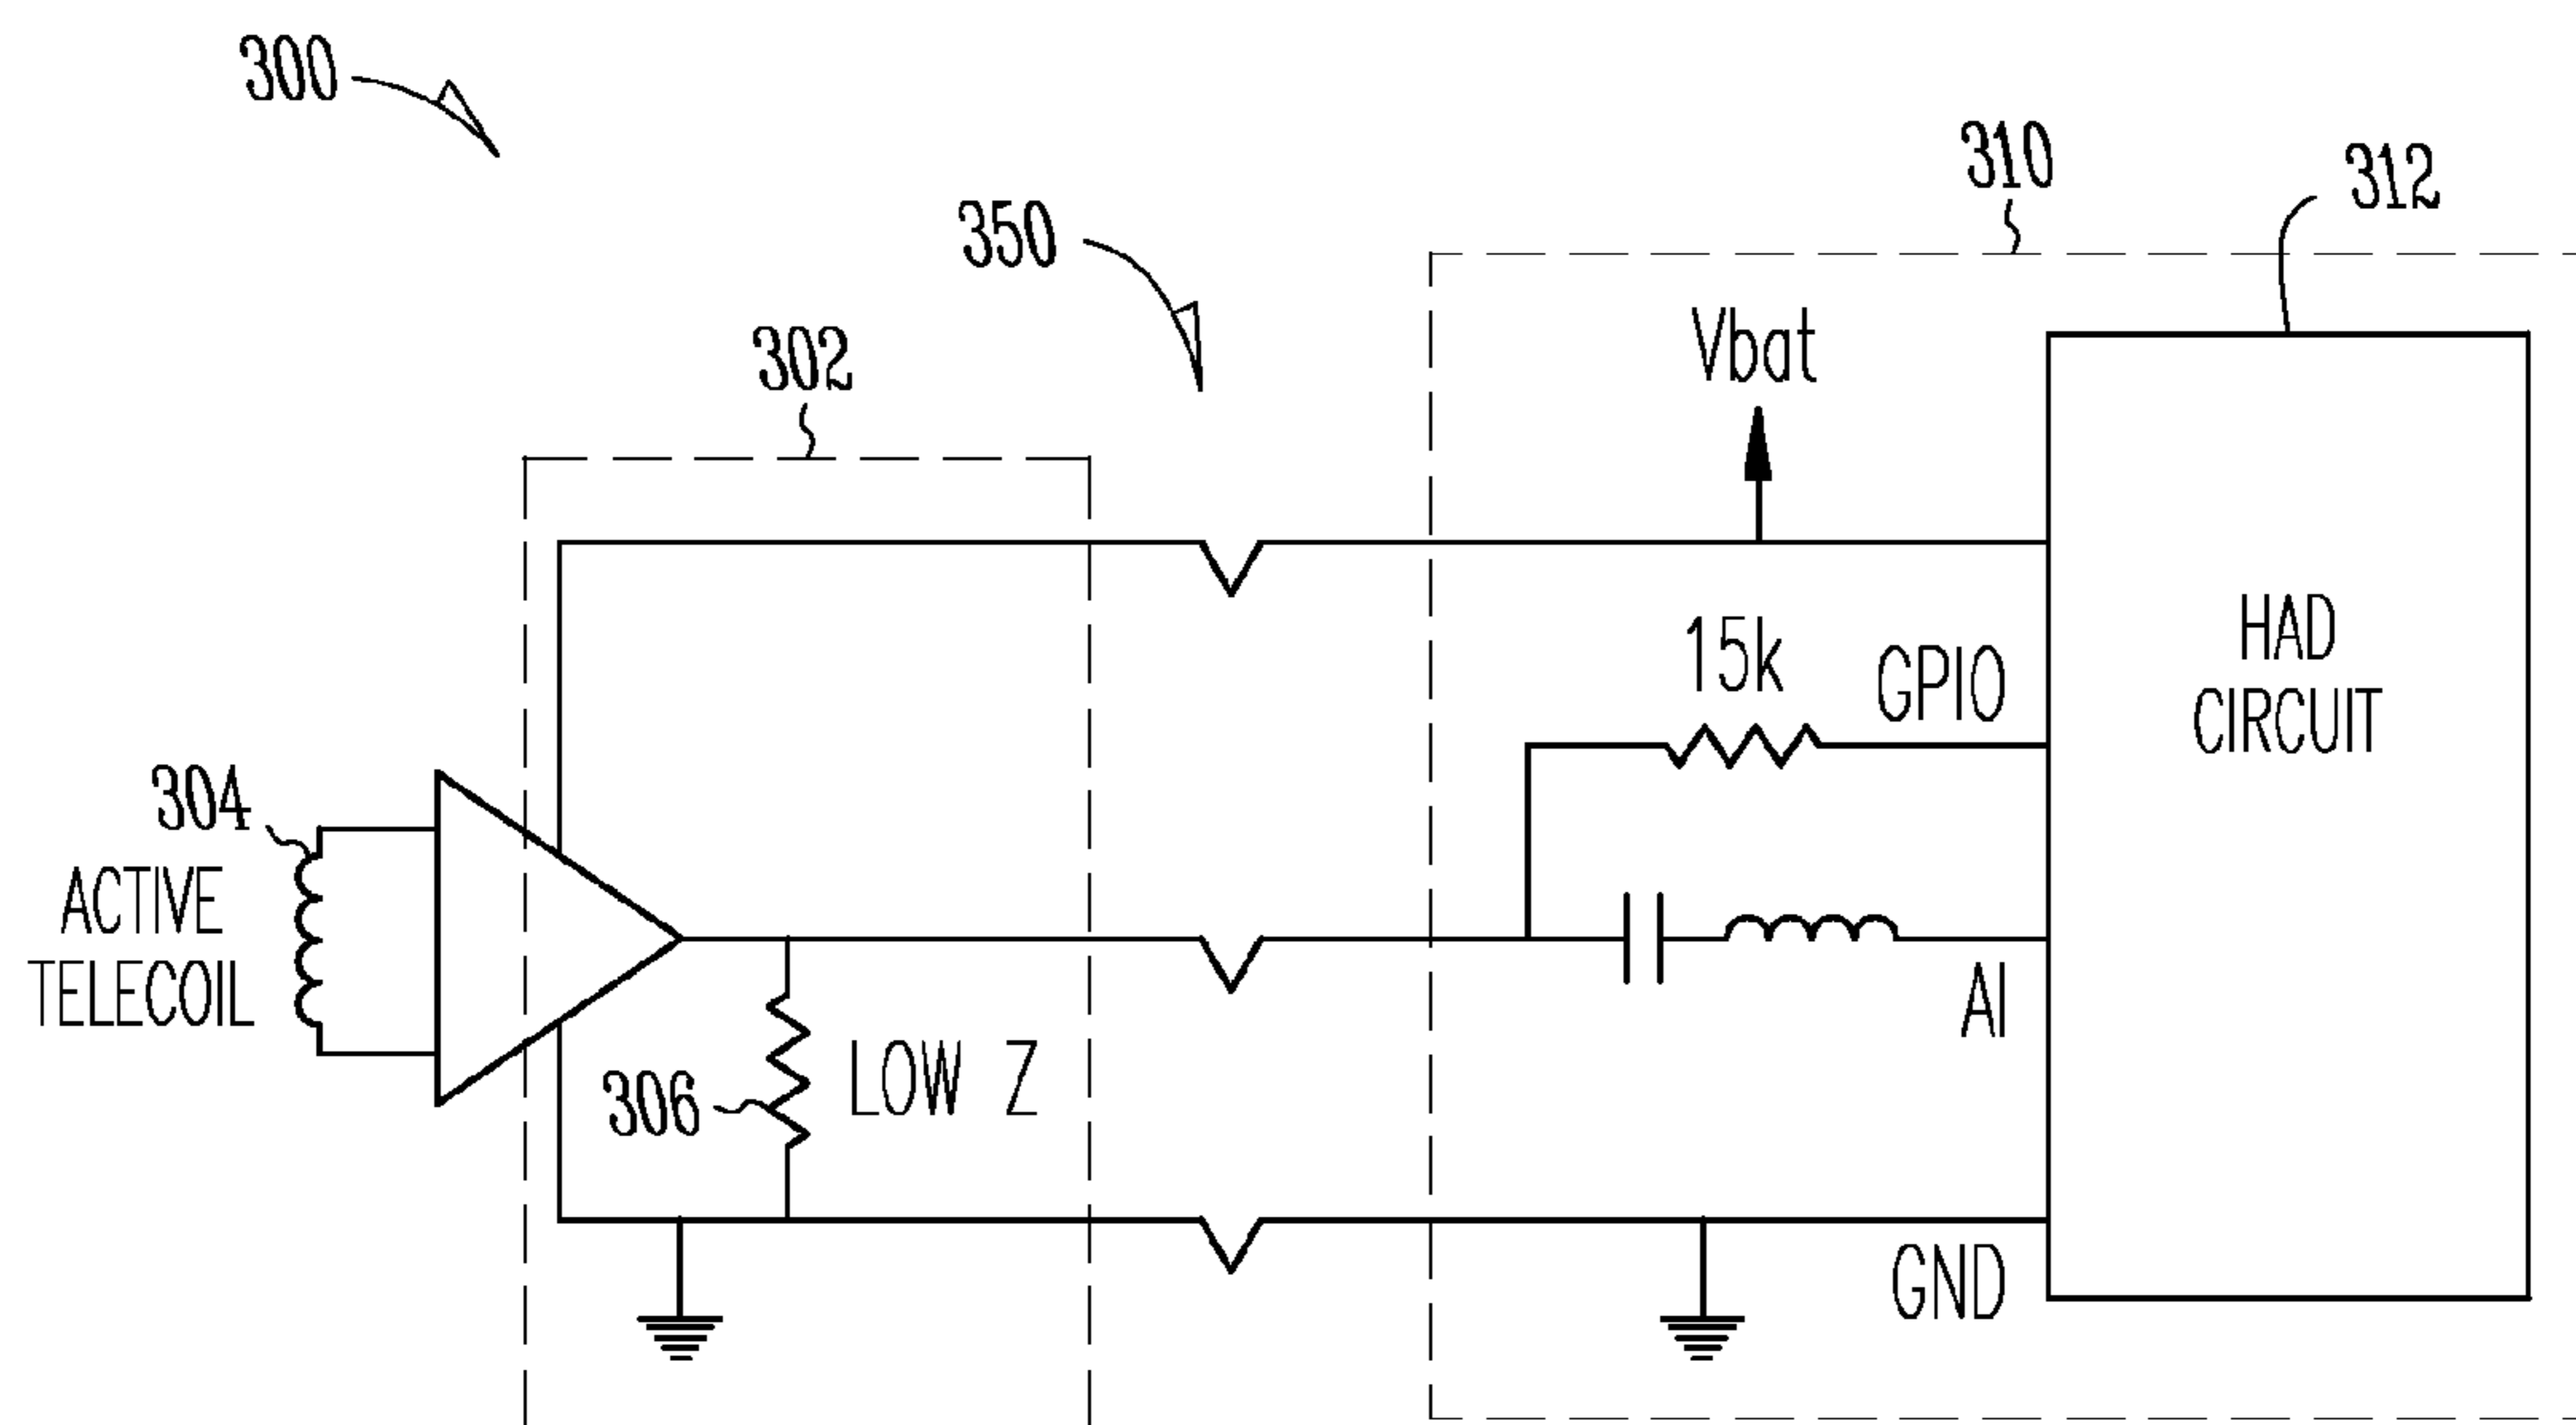 300
310
312
350
302
Vbat
15k
GPIO
HAD
CIRCUIT
304
ACTIVE
TELECOIL
306
LOW Z
AI
GND